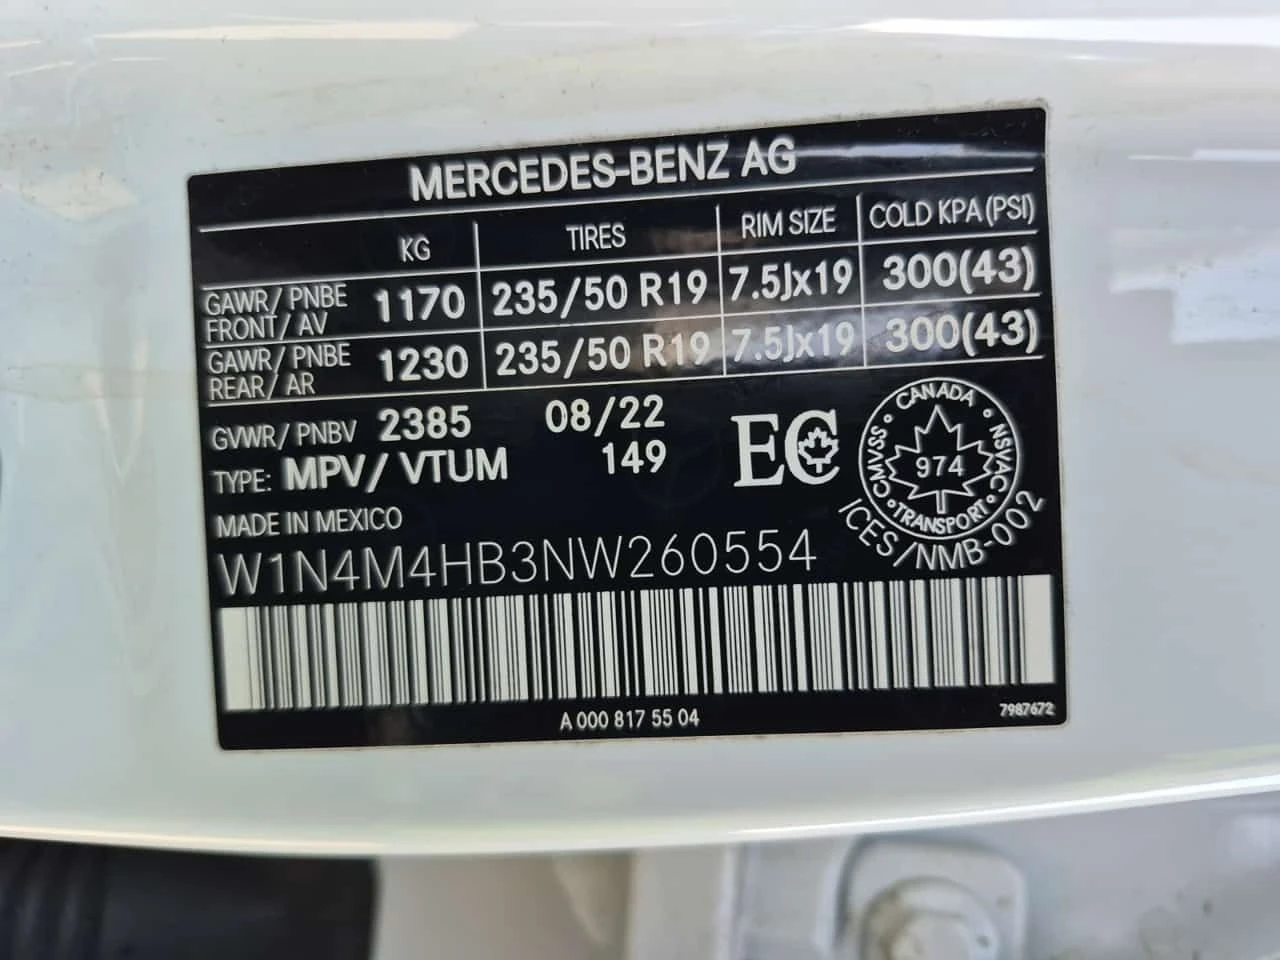 MERCEDES-BENZ AG
KG TIRES RIM SIZE COLD KPA (PSI)
GAWR/ PNBE FRONT/ AV 1170 235/50 R19 7.5Jx19 300(43)
GAWR/ PNBE REAR/ AR 1230 235/50 R19 7.5Jx19 300(43)
GVWR/ PNBV 2385 08/22
TYPE: MPV/ VTUM 149
EC
CANADA
CMVSS NSVAC
974
TRANSPORT
ICES/NMB-002
MADE IN MEXICO
W1N4M4HB3NW260554
A 000 817 55 04
7987672